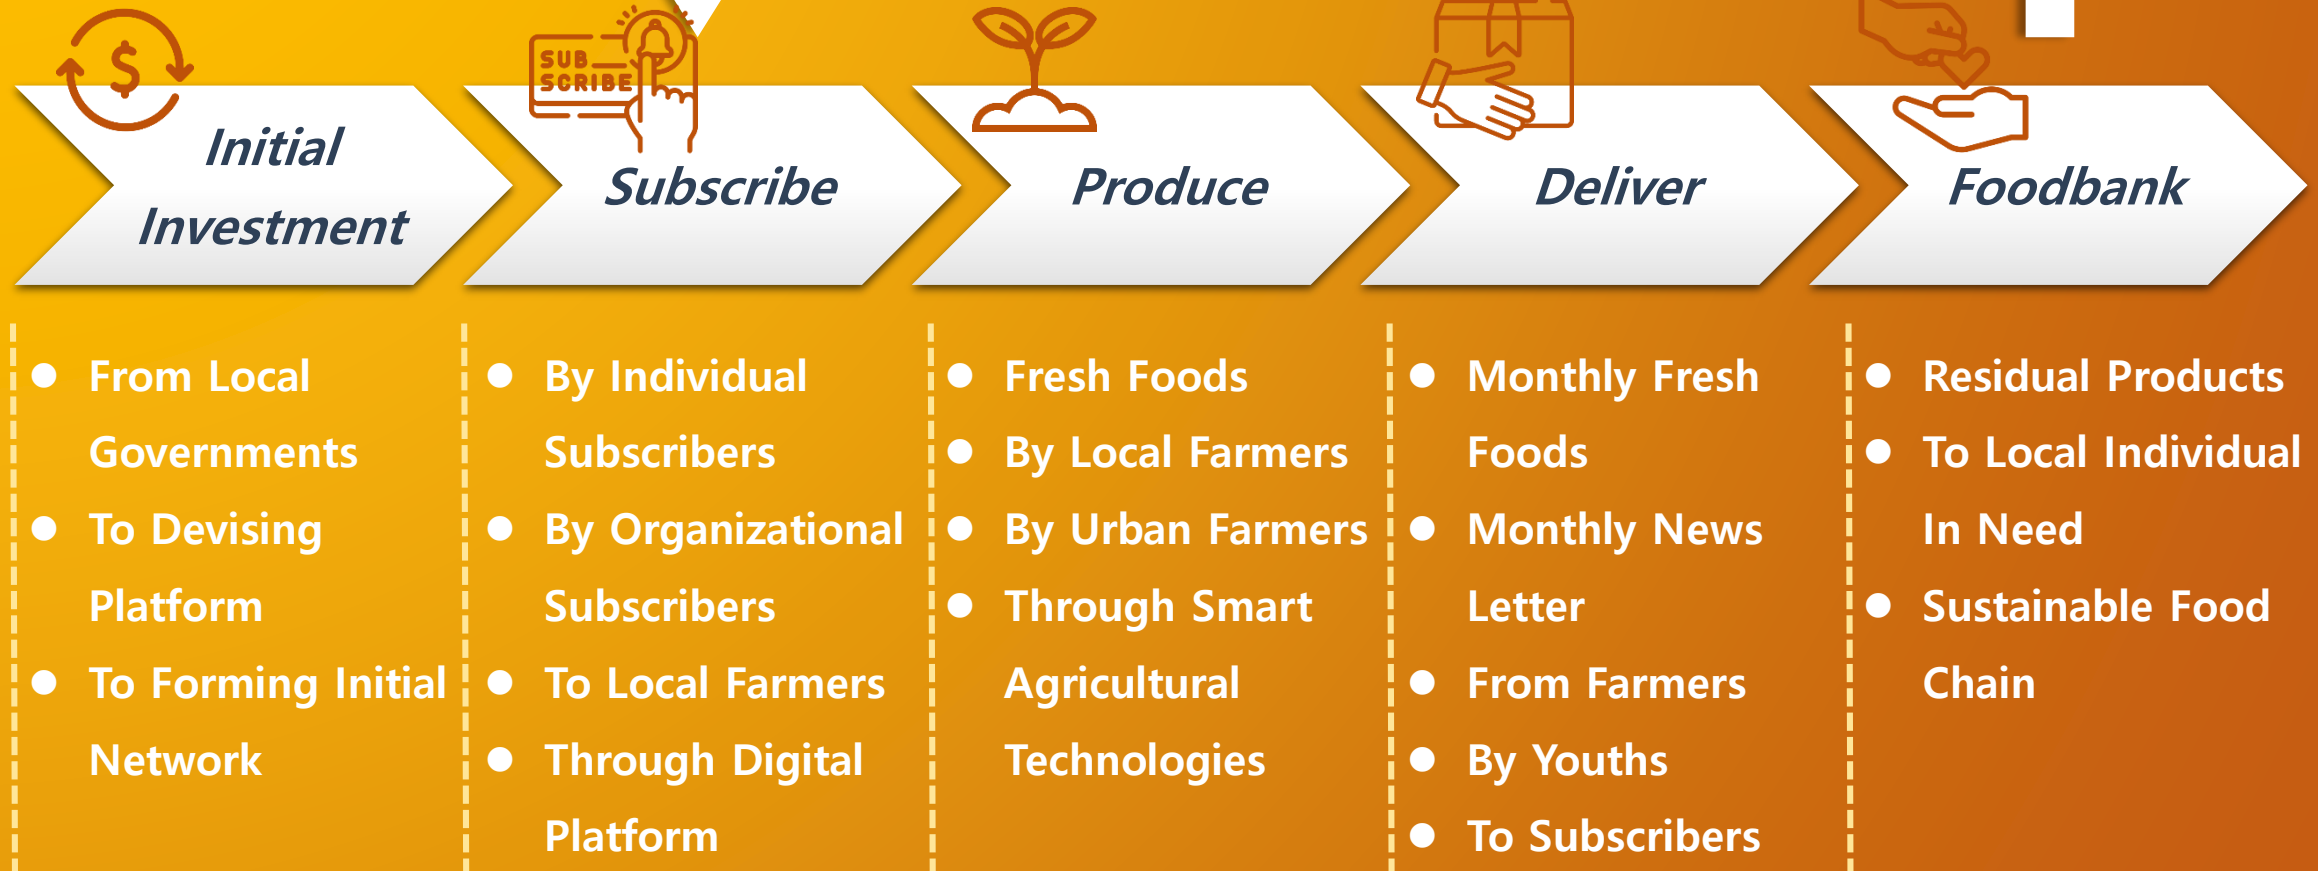 SUB
SCRIBE
Initial
Investment
Subscribe
Produce
Deliver
Foodbank
● From Local
Governments
● To Devising
Platform
● To Forming Initial
Network
● By Individual
Subscribers
● By Organizational
Subscribers
● To Local Farmers
● Through Digital
Platform
● Fresh Foods
● By Local Farmers
● By Urban Farmers
● Through Smart
Agricultural
Technologies
● Monthly Fresh
Foods
● Monthly News
Letter
● From Farmers
● By Youths
● To Subscribers
● Residual Products
● To Local Individual
In Need
● Sustainable Food
Chain